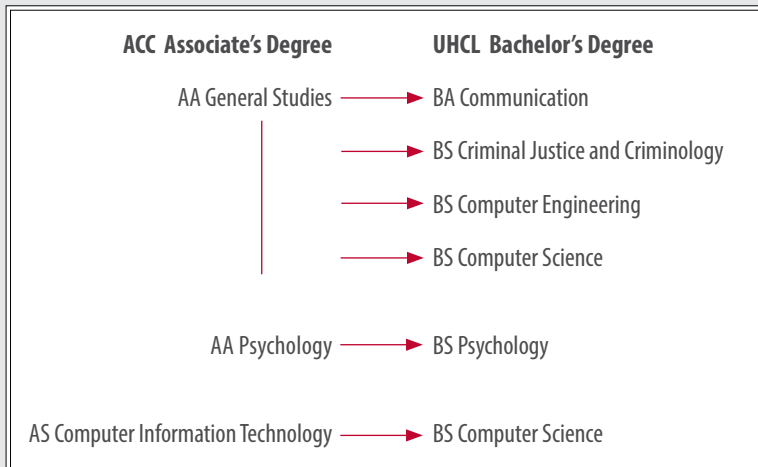 ACC Associate's Degree UHCL Bachelor's Degree
AA General Studies BA Communication
BS Criminal Justice and Criminology
BS Computer Engineering
BS Computer Science
AA Psychology BS Psychology
AS Computer Information Technology BS Computer Science